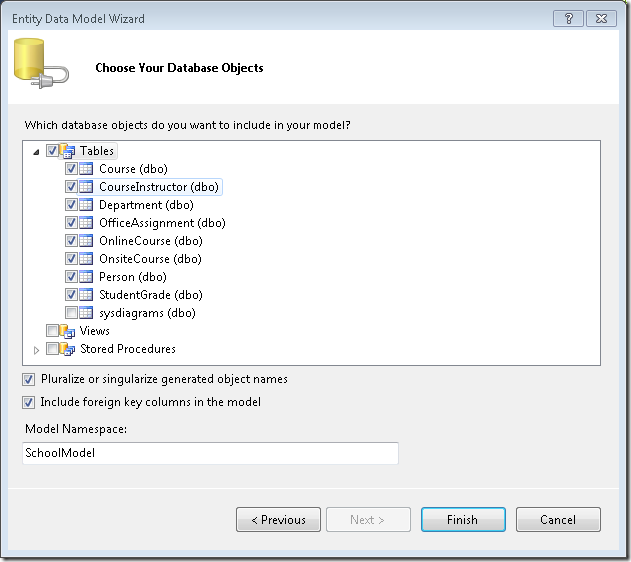 Entity Data Model Wizard
?
Choose Your Database Objects
Which database objects do you want to include in your model?
Tables
Course (dbo)
CourseInstructor (dbo)
Department (dbo)
OfficeAssignment (dbo)
OnlineCourse (dbo)
OnsiteCourse (dbo)
Person (dbo)
StudentGrade (dbo)
sysdiagrams (dbo)
Views
Stored Procedures
Pluralize or singularize generated object names
Include foreign key columns in the model
Model Namespace:
SchoolModel
< Previous Next > Finish Cancel